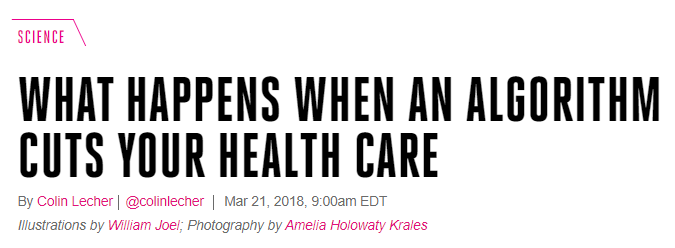 SCIENCE
WHAT HAPPENS WHEN AN ALGORITHM
CUTS YOUR HEALTH CARE
By Colin Lecher | @colinlecher | Mar 21, 2018, 9:00am EDT
Illustrations by William Joel; Photography by Amelia Holowaty Krales